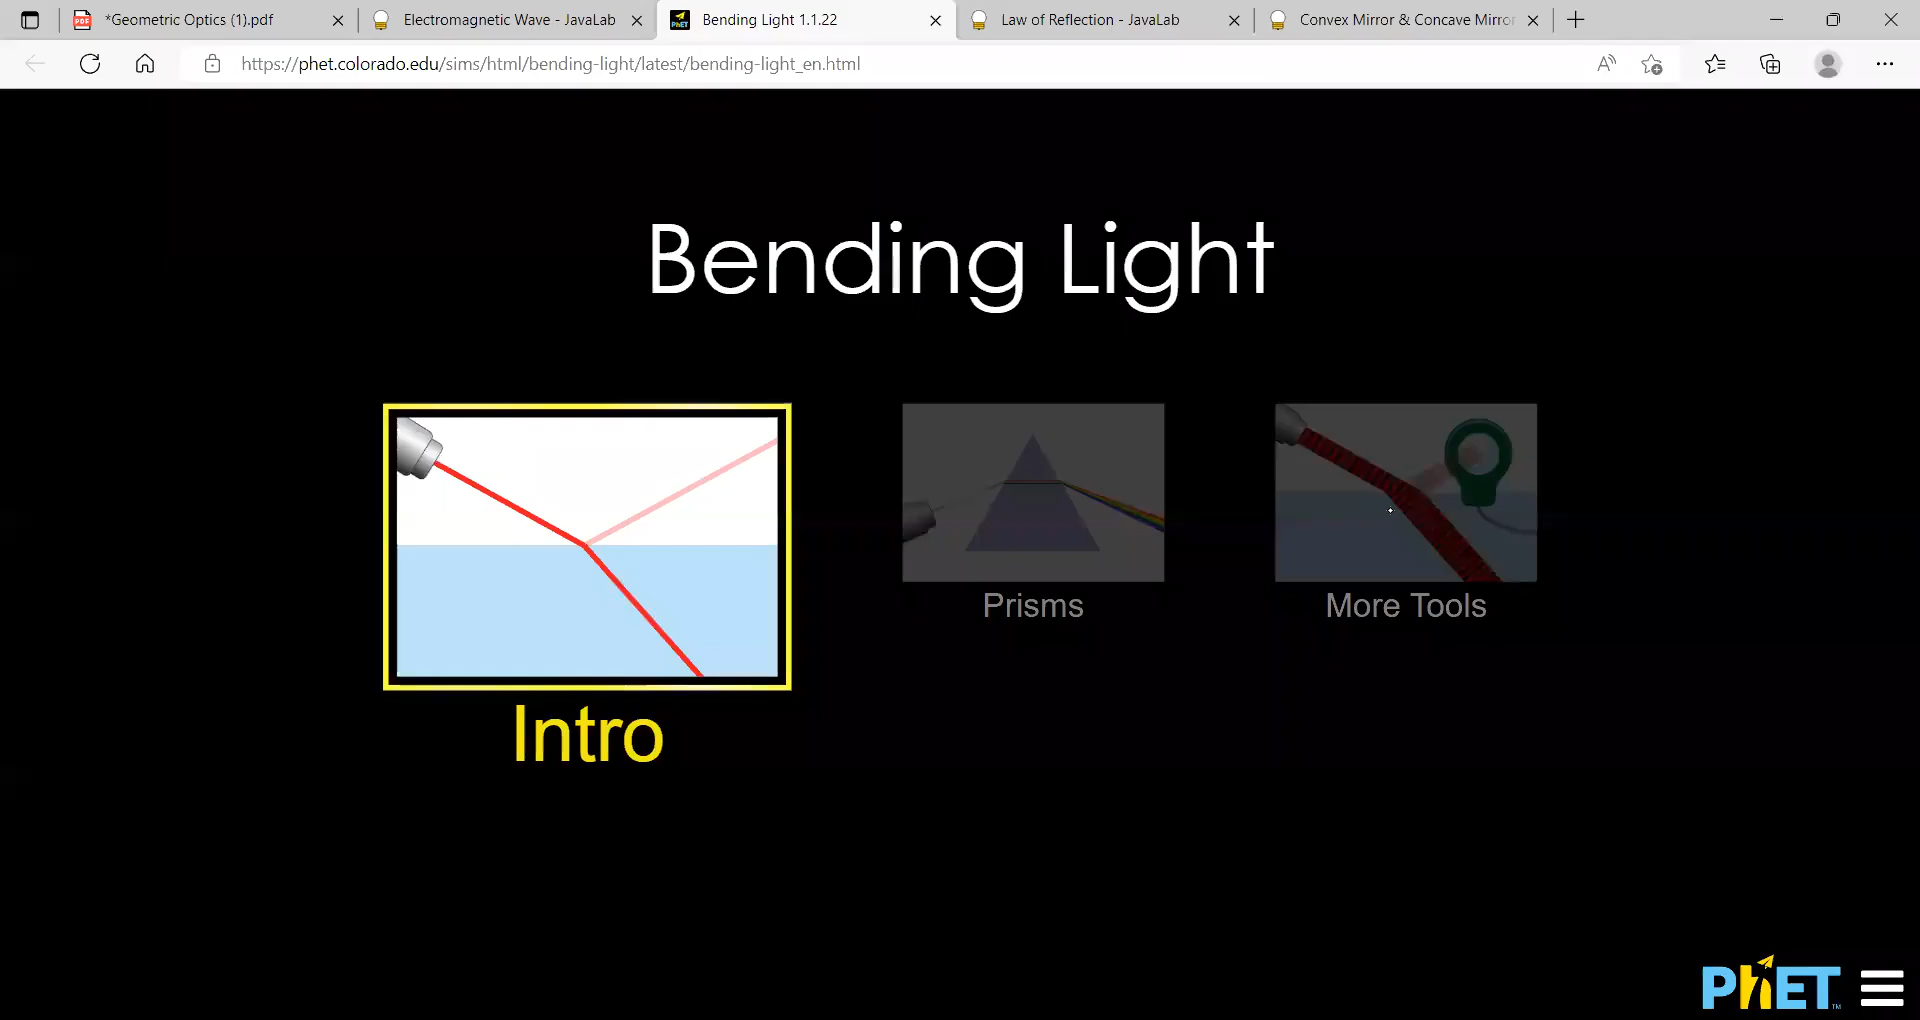 *Geometric Optics (1).pdf
Electromagnetic Wave - JavaLab
Bending Light 1.1.22
Law of Reflection - JavaLab
Convex Mirror & Concave Mirror
https://phet.colorado.edu/sims/html/bending-light/latest/bending-light_en.html
Bending Light
Intro
Prisms
More Tools
PhET